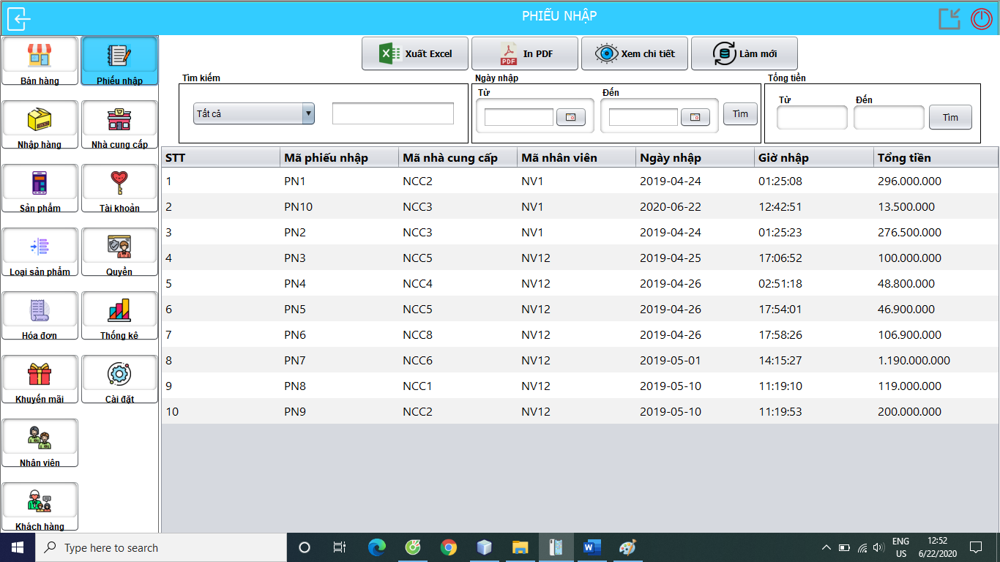 PHIẾU NHẬP
Bán hàng
Phiếu nhập
Nhập hàng
Nhà cung cấp
Sản phẩm
Tài khoản
Loại sản phẩm
Quyền
Hóa đơn
Thống kê
Khuyến mãi
Cài đặt
Nhân viên
Khách hàng
Xuất Excel
PDF
In PDF
Xem chi tiết
Làm mới
Tìm kiếm
Tất cả
Ngày nhập
Từ
Đến
Tìm
Tổng tiền
Từ
Đến
Tìm
STT Mã phiếu nhập Mã nhà cung cấp Mã nhân viên Ngày nhập Giờ nhập Tổng tiền
1 PN1 NCC2 NV1 2019-04-24 01:25:08 296.000.000
2 PN10 NCC3 NV1 2020-06-22 12:42:51 13.500.000
3 PN2 NCC3 NV1 2019-04-24 01:25:23 276.500.000
4 PN3 NCC5 NV12 2019-04-25 17:06:52 100.000.000
5 PN4 NCC4 NV12 2019-04-26 02:51:18 48.800.000
6 PN5 NCC5 NV12 2019-04-26 17:54:01 46.900.000
7 PN6 NCC8 NV12 2019-04-26 17:58:26 106.900.000
8 PN7 NCC6 NV12 2019-05-01 14:15:27 1.190.000.000
9 PN8 NCC1 NV12 2019-05-10 11:19:10 119.000.000
10 PN9 NCC2 NV12 2019-05-10 11:19:53 200.000.000
Type here to search
ENG
US
12:52
6/22/2020